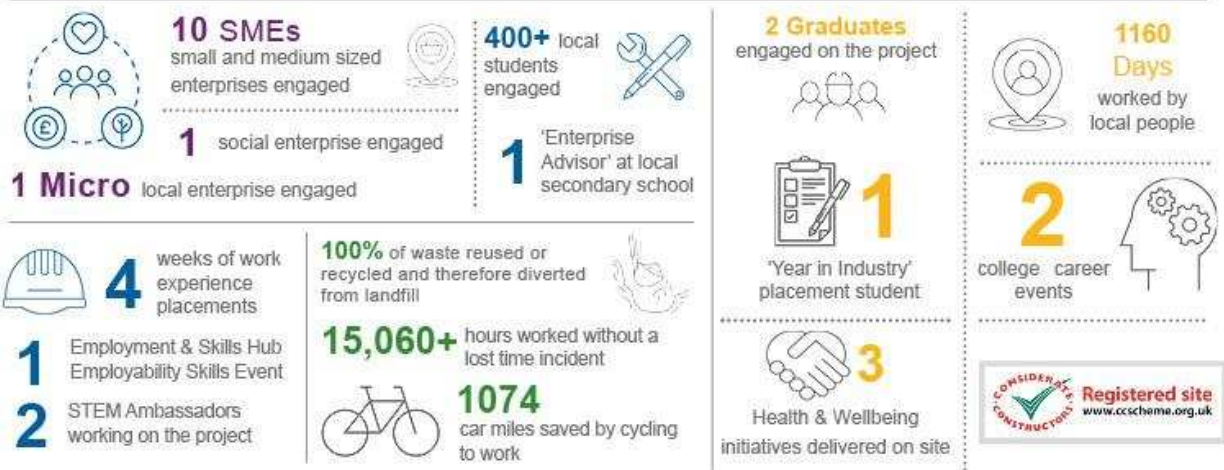 10 SMEs
small and medium sized
enterprises engaged
1 social enterprise engaged
1 Micro local enterprise engaged
400+ local
students
engaged
1 'Enterprise
Advisor' at local
secondary school
4 weeks of work
experience
placements
1 Employment & Skills Hub
Employability Skills Event
2 STEM Ambassadors
working on the project
100% of waste reused or
recycled and therefore diverted
from landfill
15,060+ hours worked without a
lost time incident
1074
car miles saved by cycling
to work
2 Graduates
engaged on the project
1
'Year in Industry'
placement student
3
Health & Wellbeing
initiatives delivered on site
1160
Days
worked by
local people
2
college career
events
CONSIDERATE
CONSTRUCTORS
Registered site
www.ccscheme.org.uk